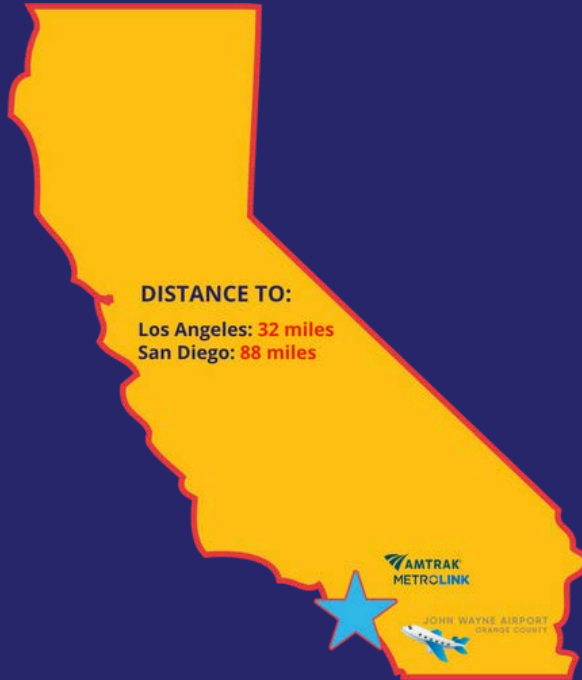 DISTANCE TO:
Los Angeles: 32 miles
San Diego: 88 miles
AMTRAK
METROLINK
JOHN WAYNE AIRPORT
ORANGE COUNTY